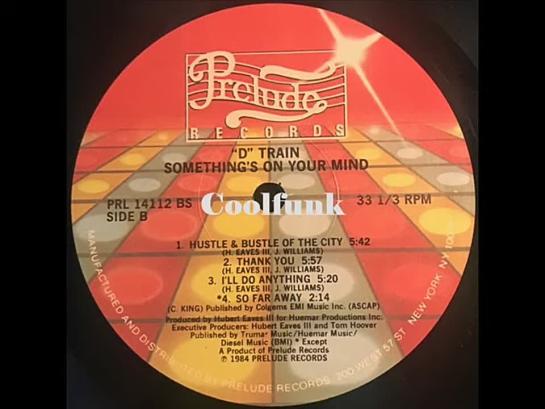 Prelude
RECORDS
"D" TRAIN
SOMETHING'S ON YOUR MIND
PRL 14112 BS
SIDE B
33 1/3 RPM
Coolfunk
1. HUSTLE & BUSTLE OF THE CITY 5:42
(H. EAVES III, J. WILLIAMS)
2. THANK YOU 5:57
(H. EAVES III, J. WILLIAMS)
3. I'LL DO ANYTHING 5:20
(H. EAVES III, J. WILLIAMS)
*4. SO FAR AWAY 2:14
(C. KING) Published by Colgems EMI Music Inc. (ASCAP)
Produced by Hubert Eaves III for Huemar Productions Inc.
Executive Producers: Hubert Eaves III and Tom Hoover
Published by Trumar Music/Huemar Music/
Diesel Music (BMI) * Except
A Product of Prelude Records
℗ 1984 PRELUDE RECORDS
MANUFACTURED AND DISTRIBUTED BY PRELUDE RECORDS, 200 WEST 57 ST. NEW YORK, NY